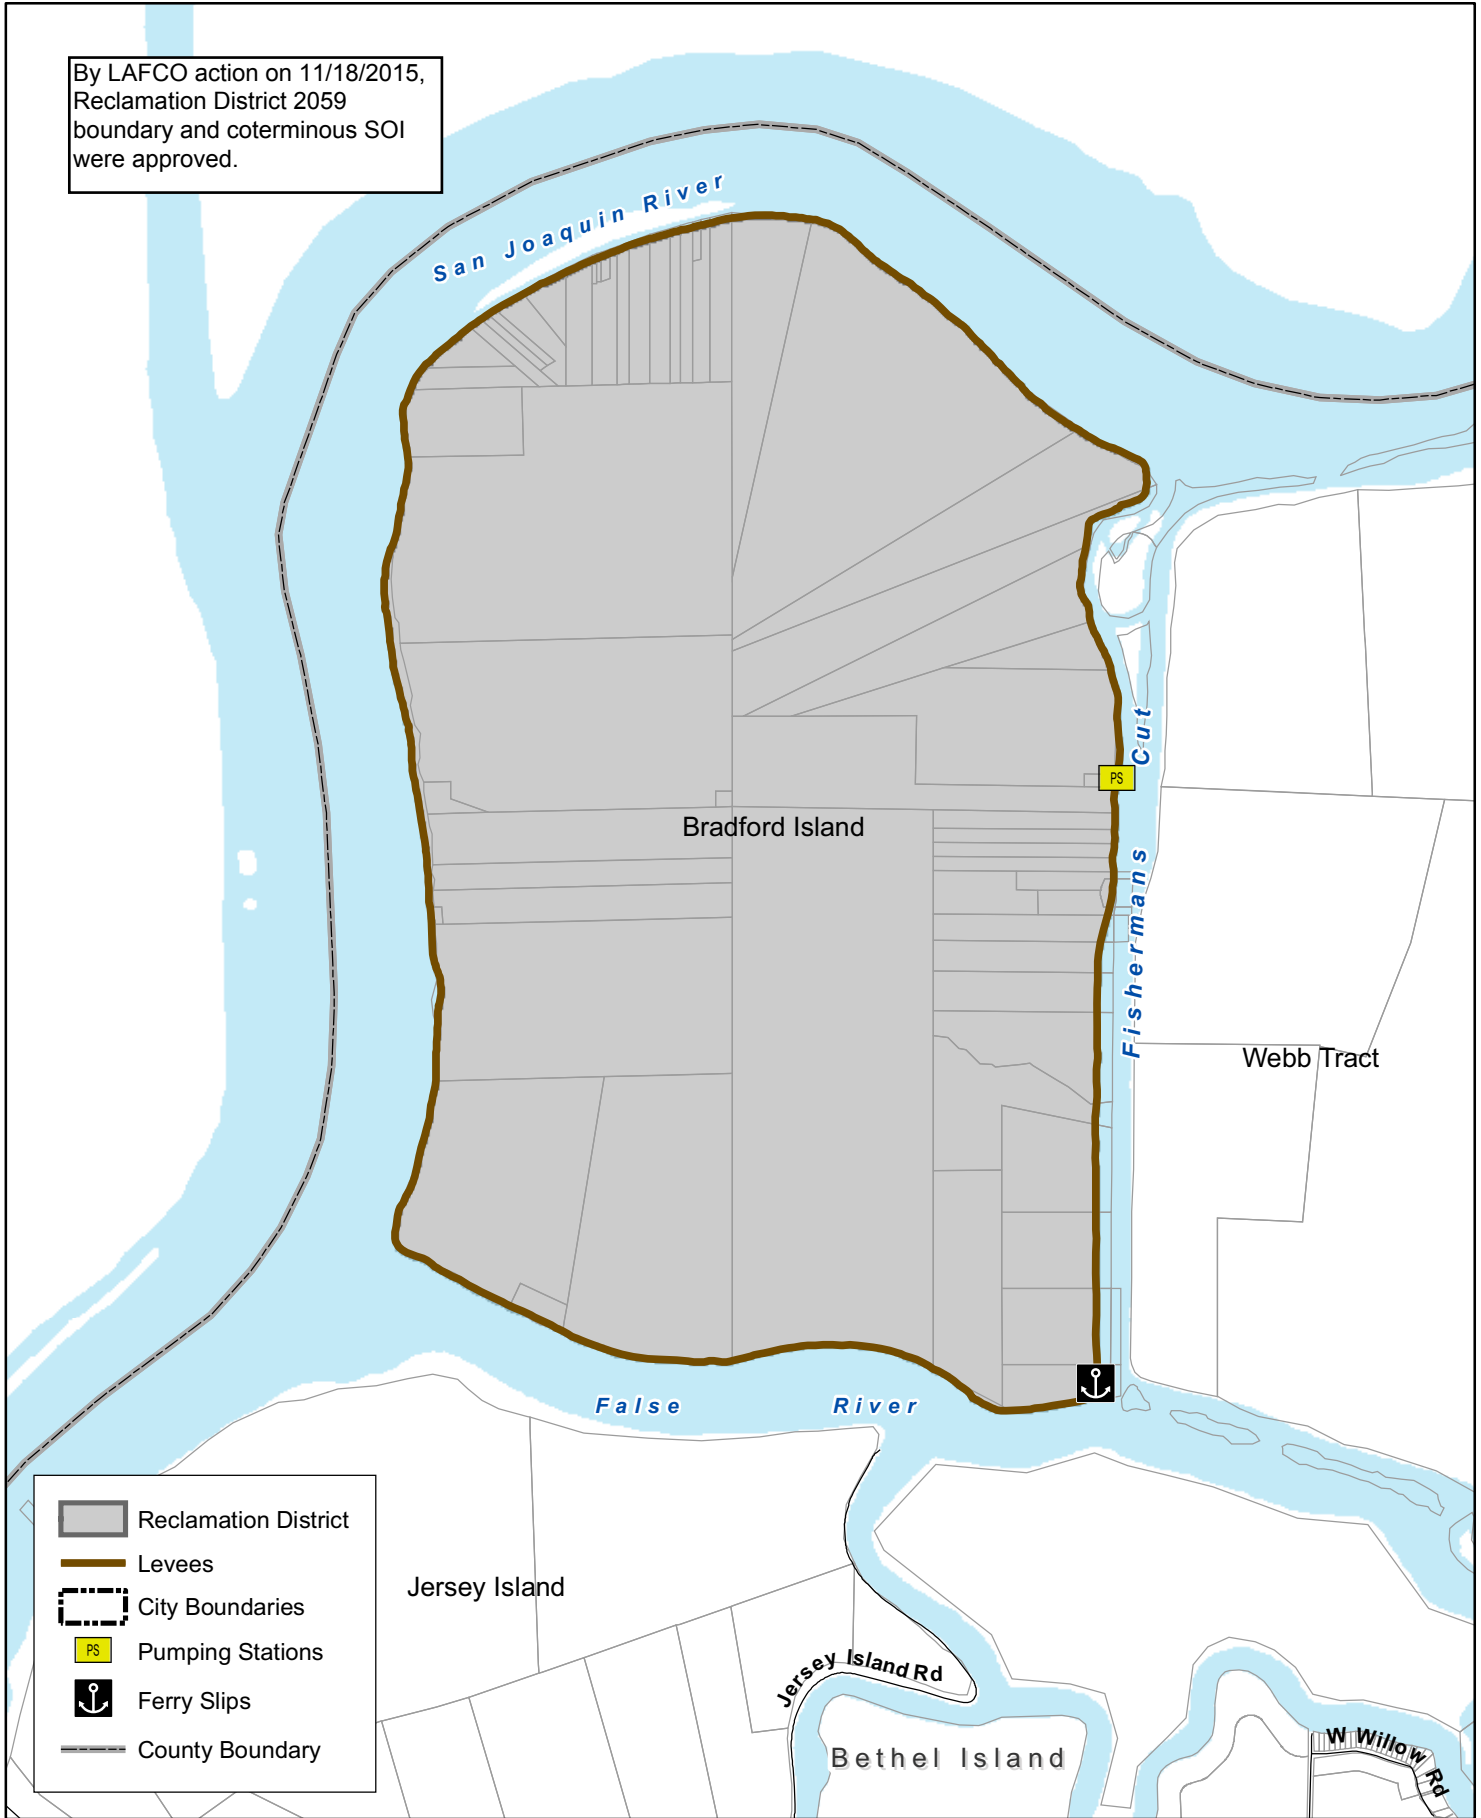 By LAFCO action on 11/18/2015,
Reclamation District 2059
boundary and coterminous SOI
were approved.
San Joaquin River
Bradford Island
PS
Fishermans Cut
Webb Tract
False River
Jersey Island
Jersey Island Rd
Bethel Island
W Willow Rd
Reclamation District
Levees
City Boundaries
PS Pumping Stations
Ferry Slips
County Boundary